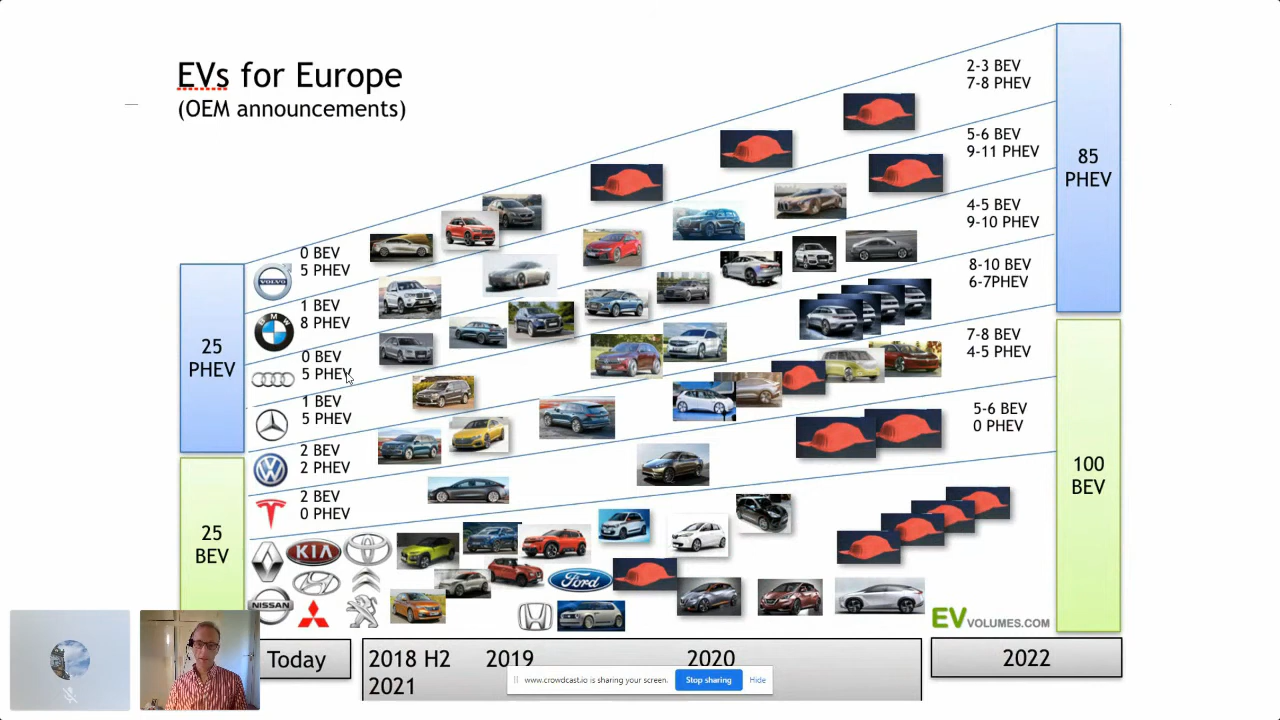 EVs for Europe
(OEM announcements)
2-3 BEV
7-8 PHEV
5-6 BEV
9-11 PHEV
4-5 BEV
9-10 PHEV
8-10 BEV
6-7PHEV
7-8 BEV
4-5 PHEV
5-6 BEV
0 PHEV
85
PHEV
100
BEV
25
PHEV
25
BEV
VOLVO
0 BEV
5 PHEV
BMW
1 BEV
8 PHEV
0 BEV
5 PHEV
1 BEV
5 PHEV
2 BEV
2 PHEV
2 BEV
0 PHEV
KIA
NISSAN
Ford
EVVOLUMES.COM
Today
2018 H2 2019 2020
2021
2022
www.crowdcast.io is sharing your screen.
Stop sharing
Hide